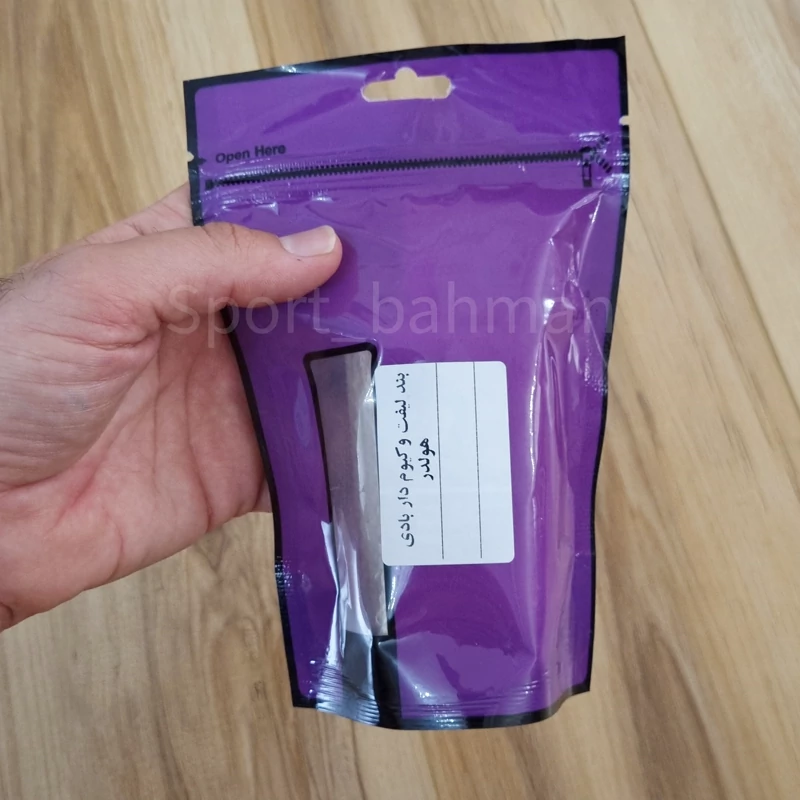 Open Here
Sport_bahman
بند لیفت وکیوم دار بادی
هولدر